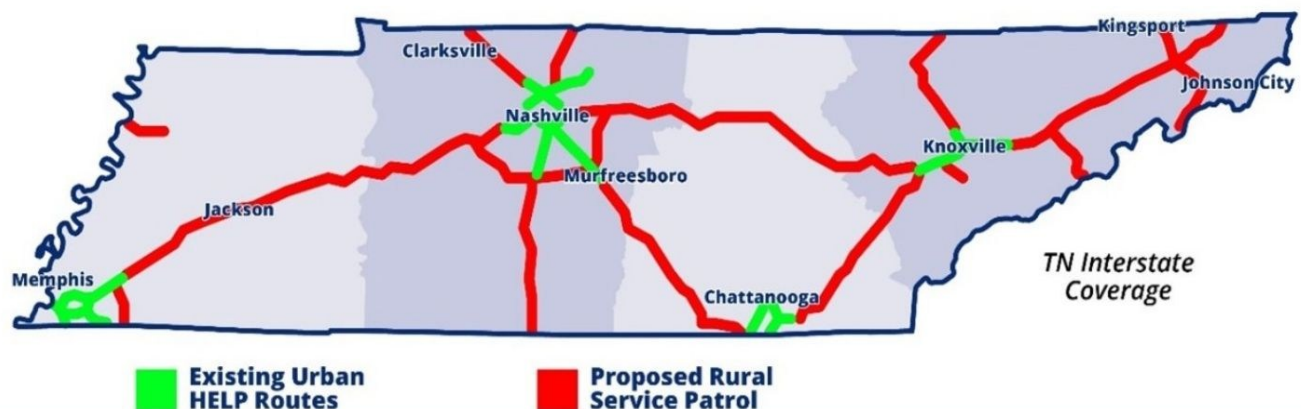 Kingsport
Clarksville
Johnson City
Nashville
Knoxville
Murfreesboro
Jackson
TN Interstate
Coverage
Memphis
Chattanooga
Existing Urban
HELP Routes
Proposed Rural
Service Patrol